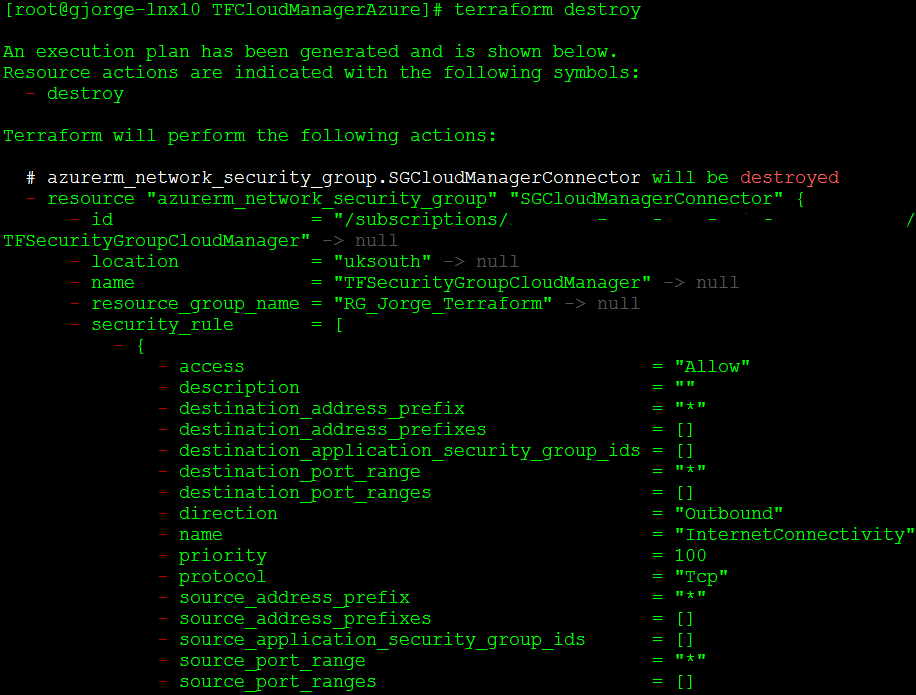 [root@gjorge-lnx10 TFCloudManagerAzure]# terraform destroy
An execution plan has been generated and is shown below.
Resource actions are indicated with the following symbols:
  - destroy
Terraform will perform the following actions:
  # azurerm_network_security_group.SGCloudManagerConnector will be destroyed
  - resource "azurerm_network_security_group" "SGCloudManagerConnector" {
      - id                  = "/subscriptions/        -  -  -  -            /
TFSecurityGroupCloudManager" -> null
      - location            = "uksouth" -> null
      - name                = "TFSecurityGroupCloudManager" -> null
      - resource_group_name = "RG_Jorge_Terraform" -> null
      - security_rule       = [
          - {
              - access                                     = "Allow"
              - description                                = ""
              - destination_address_prefix                 = "*"
              - destination_address_prefixes               = []
              - destination_application_security_group_ids = []
              - destination_port_range                     = "*"
              - destination_port_ranges                    = []
              - direction                                  = "Outbound"
              - name                                       = "InternetConnectivity"
              - priority                                   = 100
              - protocol                                   = "Tcp"
              - source_address_prefix                      = "*"
              - source_address_prefixes                    = []
              - source_application_security_group_ids      = []
              - source_port_range                          = "*"
              - source_port_ranges                         = []